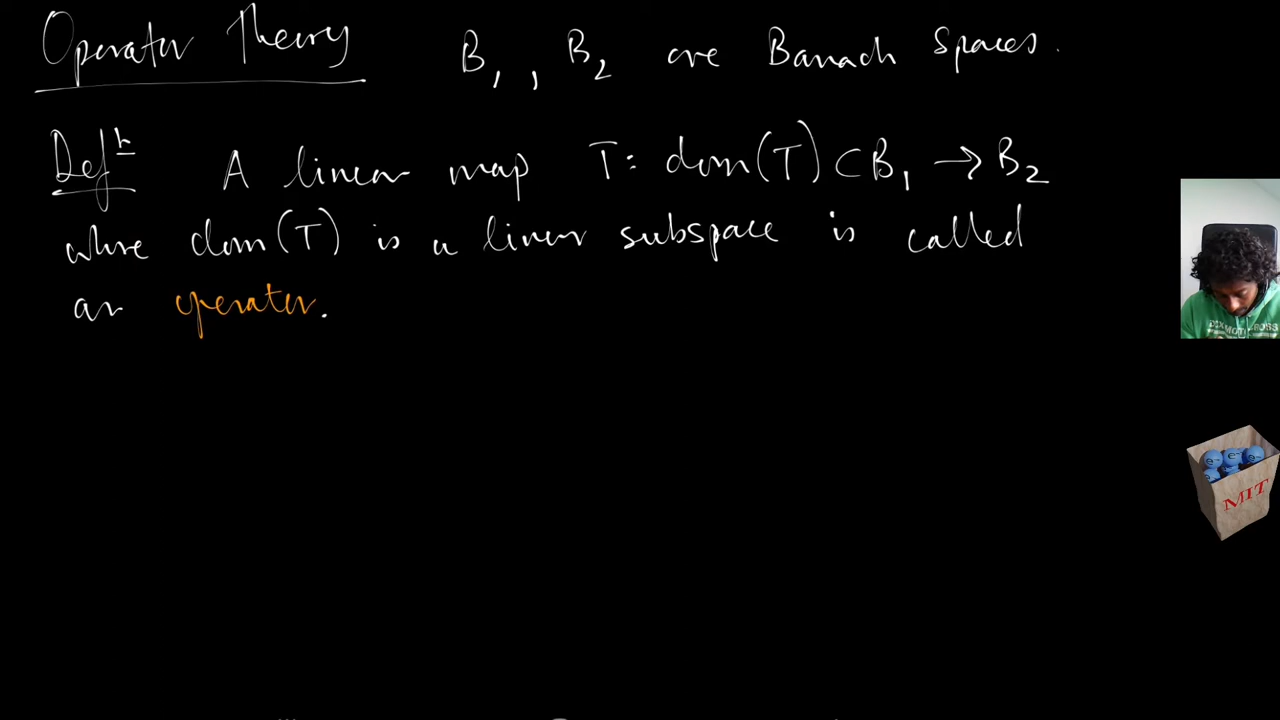 Operator Theory B₁, B₂ are Banach Spaces.
Defⁿ A linear map T: dom(T) ⊂ B₁ → B₂
where dom(T) is a linear subspace is called
an operator.
MIT